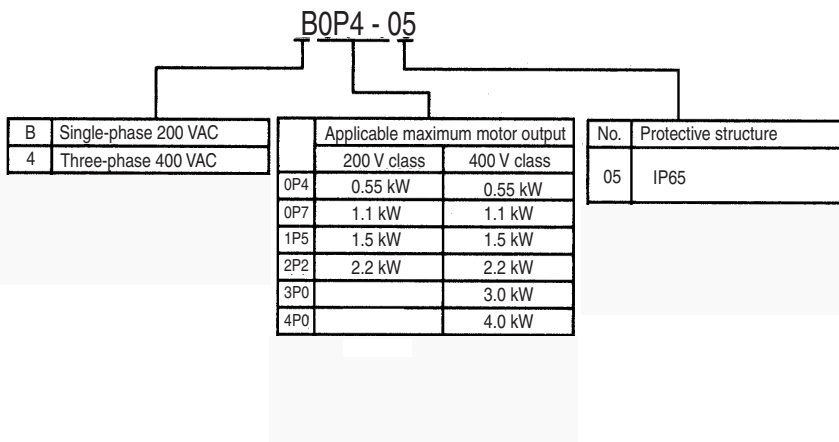 B0P4 - 05
B Single-phase 200 VAC
4 Three-phase 400 VAC
Applicable maximum motor output
200 V class 400 V class
0P4 0.55 kW 0.55 kW
0P7 1.1 kW 1.1 kW
1P5 1.5 kW 1.5 kW
2P2 2.2 kW 2.2 kW
3P0 3.0 kW
4P0 4.0 kW
No. Protective structure
05 IP65